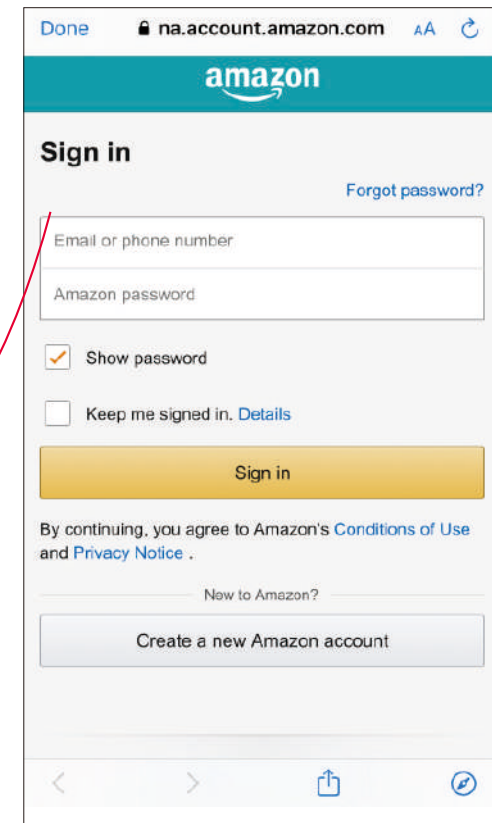 Done na.account.amazon.com AA
amazon
Sign in
Forgot password?
Email or phone number
Amazon password
Show password
Keep me signed in. Details
Sign in
By continuing, you agree to Amazon's Conditions of Use
and Privacy Notice .
New to Amazon?
Create a new Amazon account